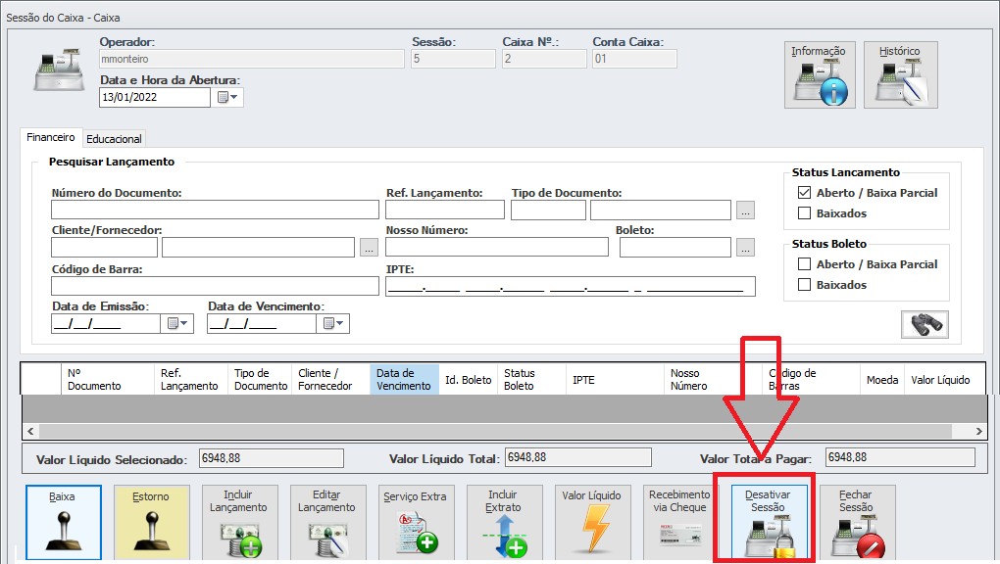 Sessão do Caixa - Caixa
Operador: Sessão: Caixa Nº.: Conta Caixa:
mmonteiro 5 2 01
Data e Hora da Abertura:
13/01/2022
Informação Histórico
Financeiro Educacional
Pesquisar Lançamento
Número do Documento: Ref. Lançamento: Tipo de Documento:
...
Cliente/Fornecedor: Nosso Número: Boleto:
... ...
Código de Barra: IPTE:
_____._____ _____._____ _____._____ _ ______________
Data de Emissão: Data de Vencimento:
__/__/____ __/__/____
Status Lancamento
Aberto / Baixa Parcial
Baixados
Status Boleto
Aberto / Baixa Parcial
Baixados
Nº Documento Ref. Lançamento Tipo de Documento Cliente / Fornecedor Data de Vencimento Id. Boleto Status Boleto IPTE Nosso Número Código de Barras Moeda Valor Líquido
Valor Líquido Selecionado: 6948,88 Valor Líquido Total: 6948,88 Valor Total a Pagar: 6948,88
Baixa Estorno Incluir Lançamento Editar Lançamento Serviço Extra Incluir Extrato Valor Líquido Recebimento via Cheque Desativar Sessão Fechar Sessão